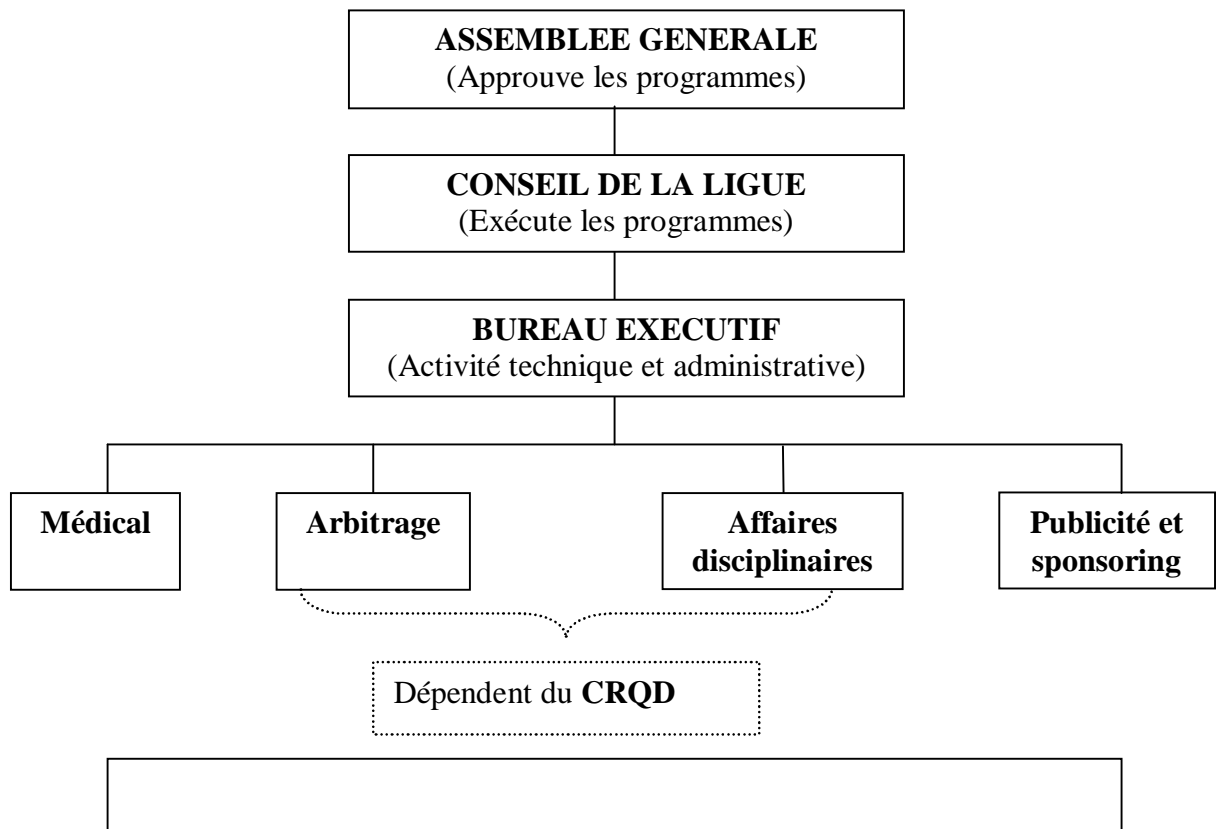 ASSEMBLEE GENERALE
(Approuve les programmes)
CONSEIL DE LA LIGUE
(Exécute les programmes)
BUREAU EXECUTIF
(Activité technique et administrative)
Médical
Arbitrage
Affaires
disciplinaires
Publicité et
sponsoring
Dépendent du CRQD